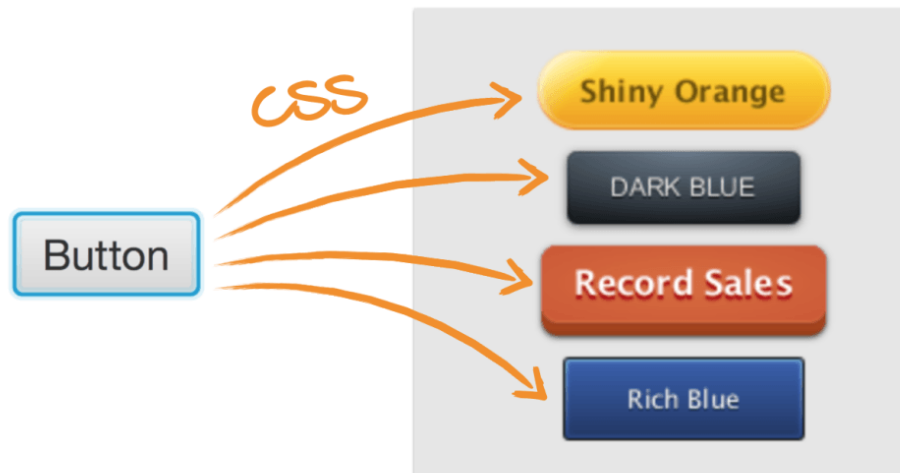 CSS
Shiny Orange
DARK BLUE
Button
Record Sales
Rich Blue